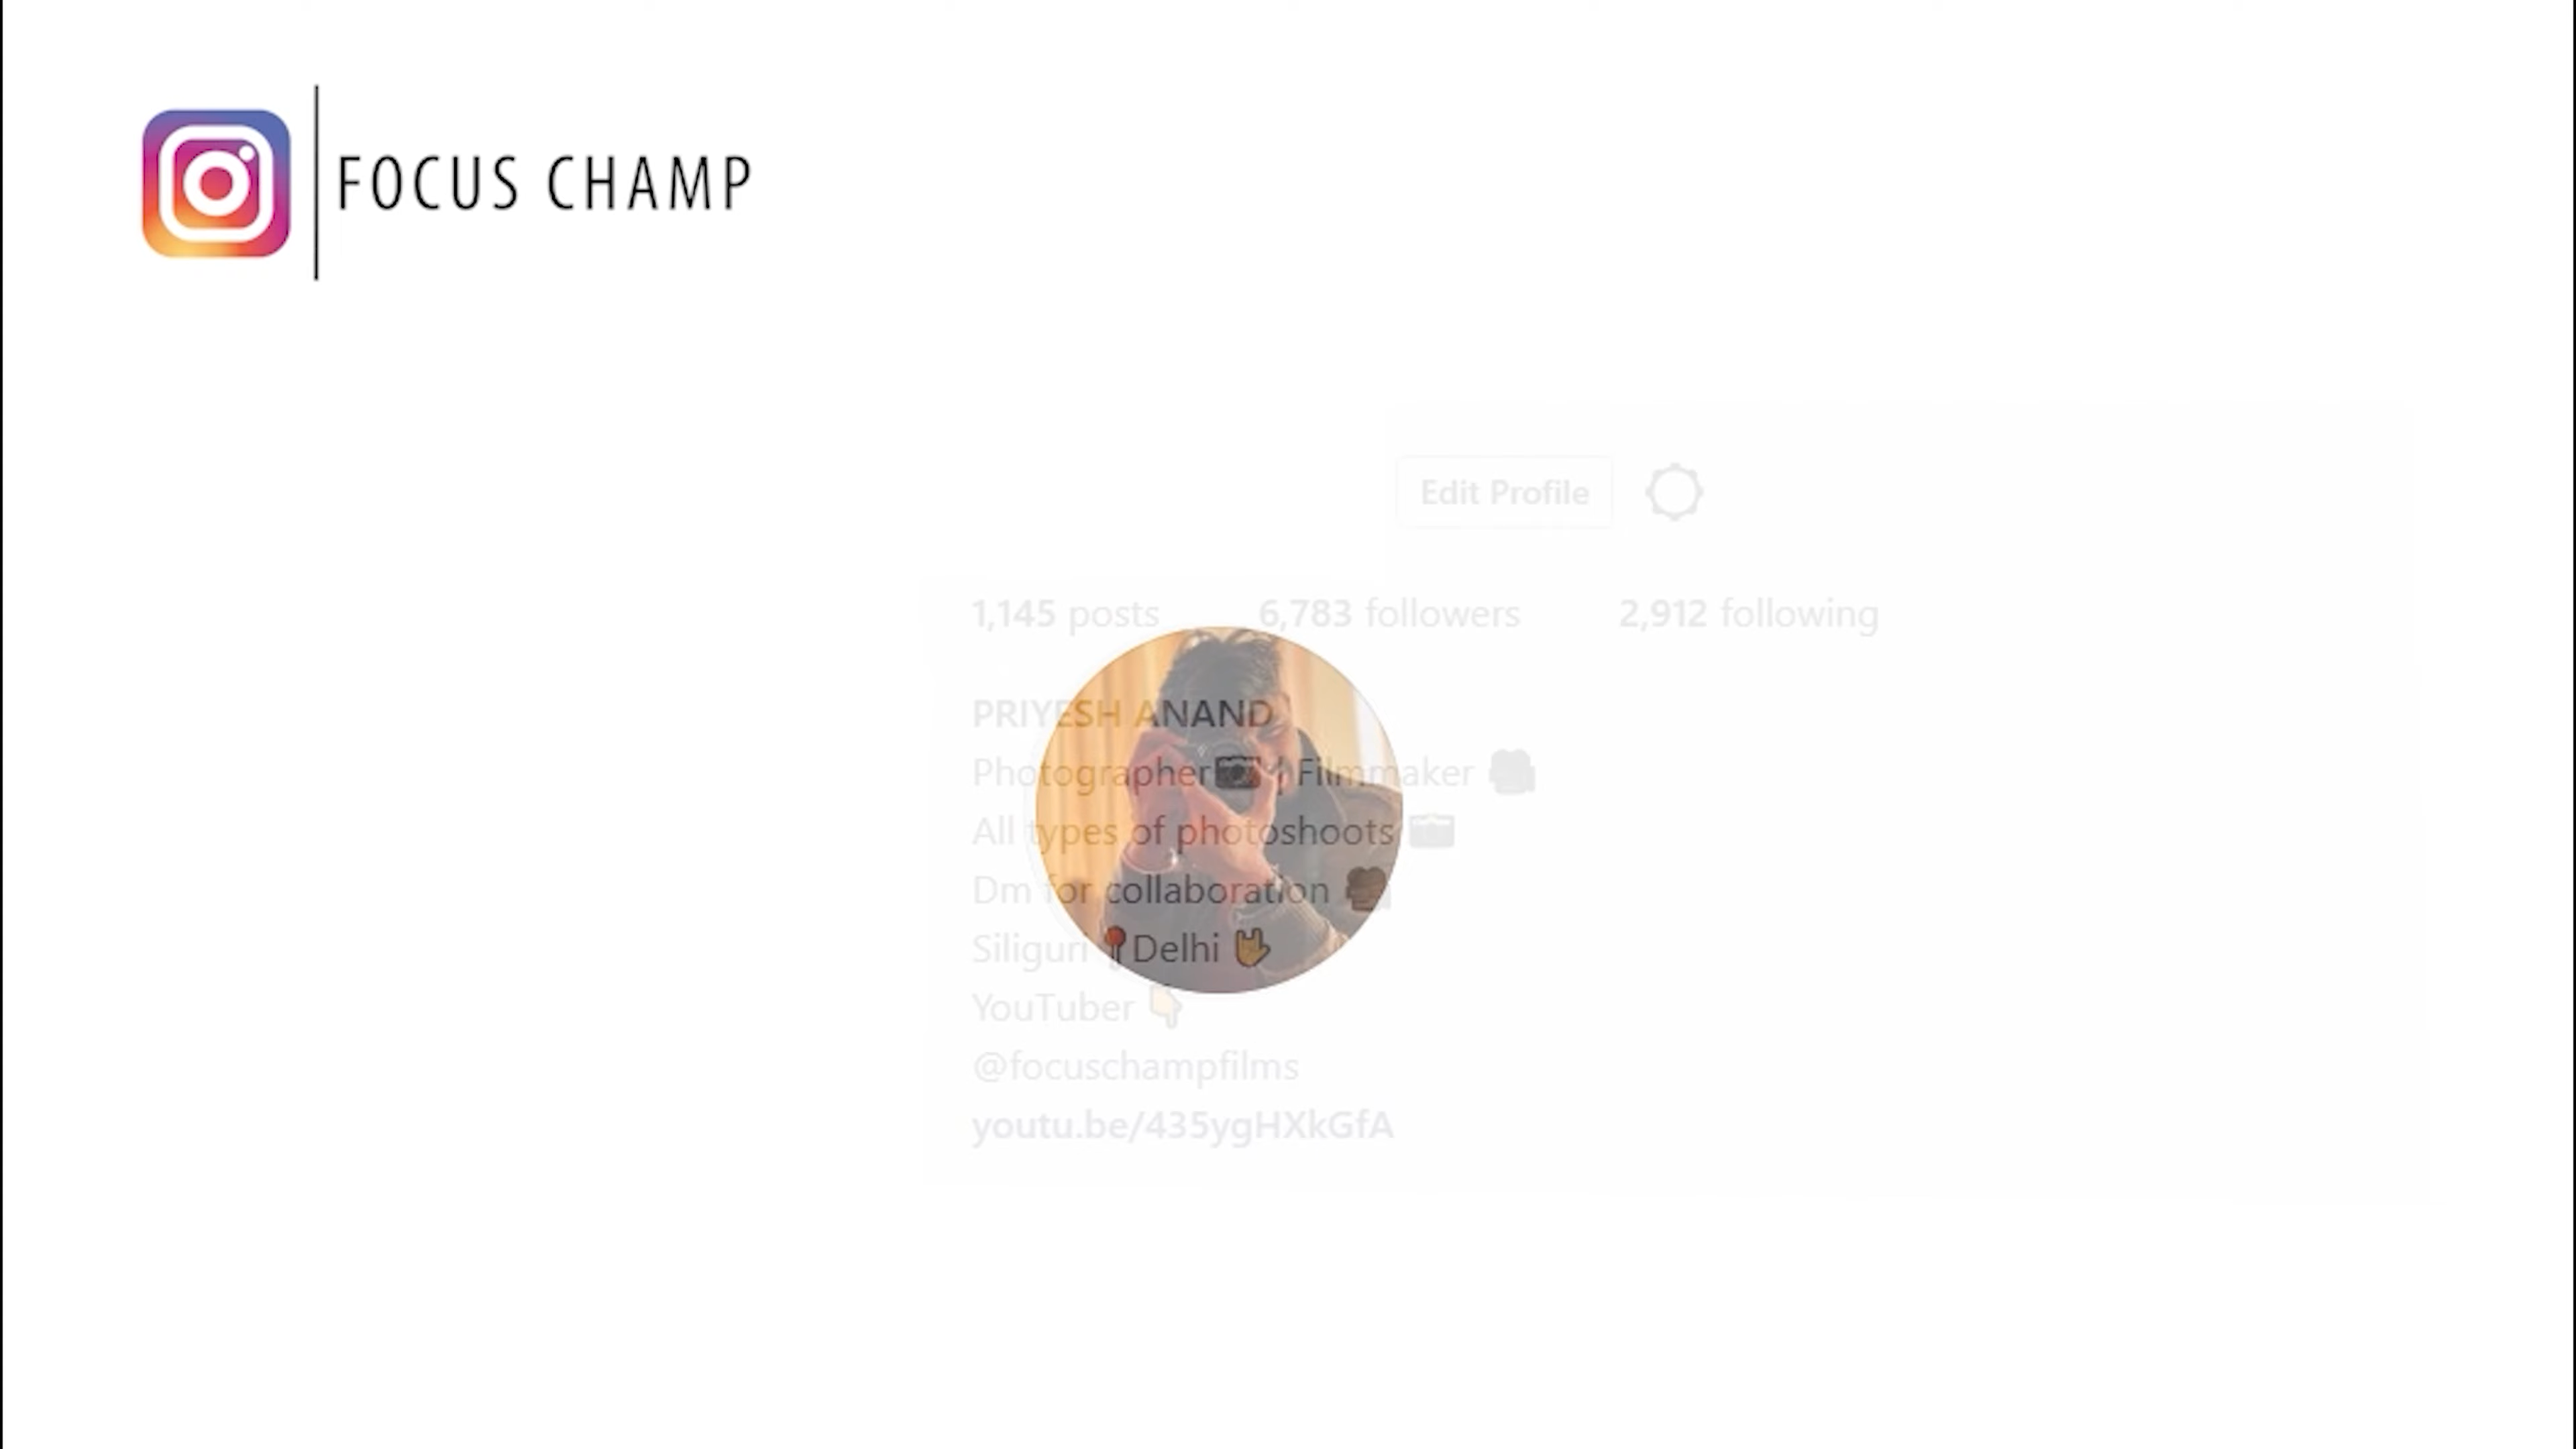 FOCUS CHAMP
Edit Profile
1,145 posts 6,783 followers 2,912 following
PRIYESH ANAND
Photographer📷 Filmmaker 🎥
All types of photoshoots 📸
Dm for collaboration 🎥
Siliguri 📍Delhi 🤟
YouTuber 👇
@focuschampfilms
youtu.be/435ygHXkGfA